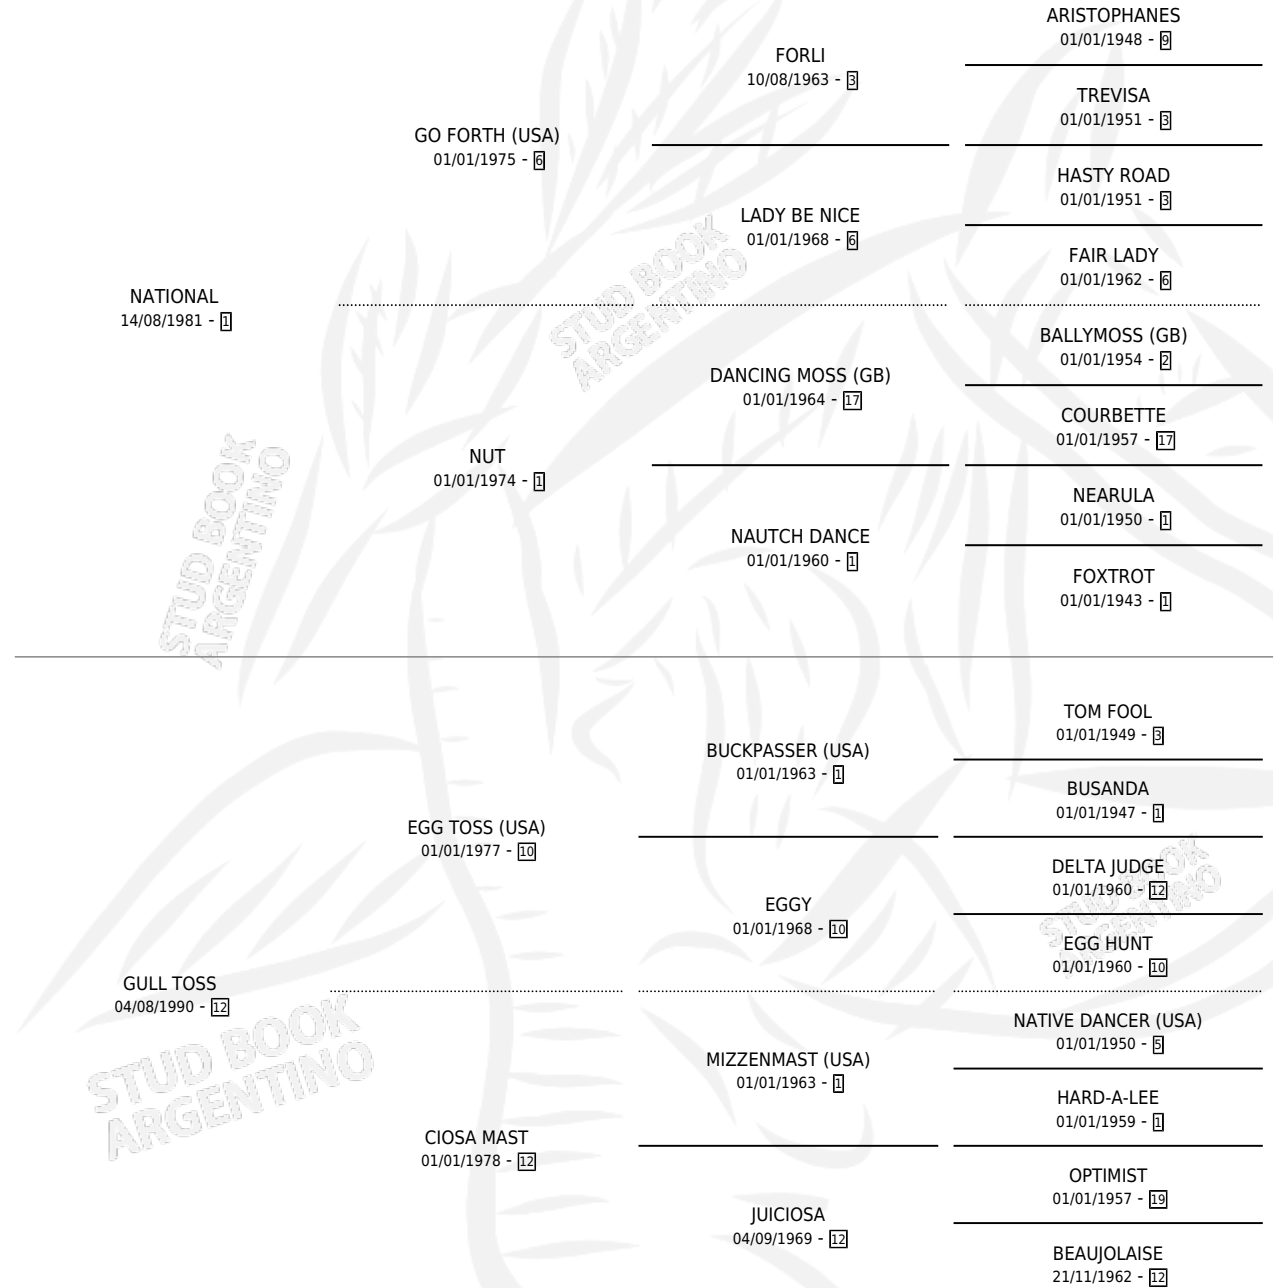 ARISTOPHANES
01/01/1948 - 9
FORLI
10/08/1963 - 3
TREVISA
01/01/1951 - 3
GO FORTH (USA)
01/01/1975 - 6
HASTY ROAD
01/01/1951 - 3
LADY BE NICE
01/01/1968 - 6
FAIR LADY
01/01/1962 - 6
NATIONAL
14/08/1981 - 1
STUD BOOK
ARGENTINO
BALLYMOSS (GB)
01/01/1954 - 2
DANCING MOSS (GB)
01/01/1964 - 17
COURBETTE
01/01/1957 - 17
NUT
01/01/1974 - 1
NEARULA
01/01/1950 - 1
NAUTCH DANCE
01/01/1960 - 1
FOXTROT
01/01/1943 - 1
STUD BOOK
ARGENTINO
TOM FOOL
01/01/1949 - 3
BUCKPASSER (USA)
01/01/1963 - 1
BUSANDA
01/01/1947 - 1
EGG TOSS (USA)
01/01/1977 - 10
DELTA JUDGE
01/01/1960 - 12
EGGY
01/01/1968 - 10
EGG HUNT
01/01/1960 - 10
STUD BOOK
ARGENTINO
GULL TOSS
04/08/1990 - 12
NATIVE DANCER (USA)
01/01/1950 - 5
MIZZENMAST (USA)
01/01/1963 - 1
HARD-A-LEE
01/01/1959 - 1
STUD BOOK
ARGENTINO
CIOSA MAST
01/01/1978 - 12
OPTIMIST
01/01/1957 - 19
JUICIOSA
04/09/1969 - 12
BEAUJOLAISE
21/11/1962 - 12